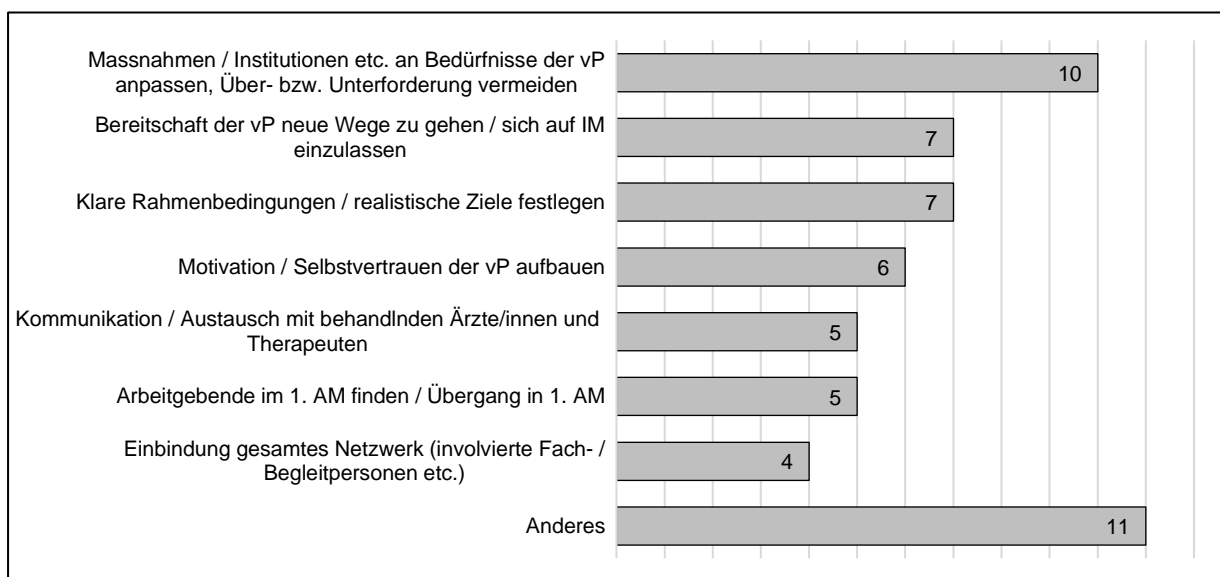 Massnahmen / Institutionen etc. an Bedürfnisse der vP
anpassen, Über- bzw. Unterforderung vermeiden
10
Bereitschaft der vP neue Wege zu gehen / sich auf IM
einzulassen
7
Klare Rahmenbedingungen / realistische Ziele festlegen
7
Motivation / Selbstvertrauen der vP aufbauen
6
Kommunikation / Austausch mit behandlnden Ärzte/innen und
Therapeuten
5
Arbeitgebende im 1. AM finden / Übergang in 1. AM
5
Einbindung gesamtes Netzwerk (involvierte Fach- /
Begleitpersonen etc.)
4
Anderes
11